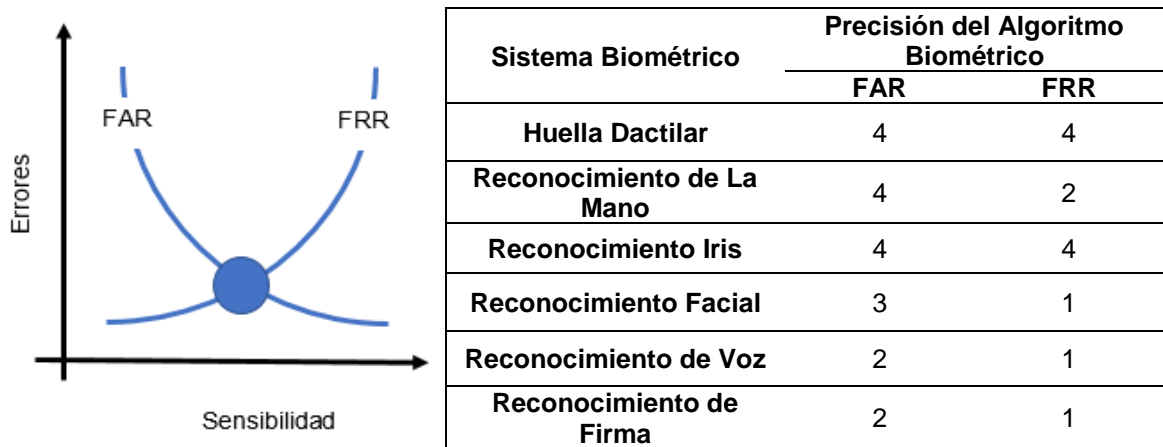 FAR
FRR
Errores
Sensibilidad
Sistema Biométrico
Precisión del Algoritmo
Biométrico
FAR FRR
Huella Dactilar 4 4
Reconocimiento de La
Mano 4 2
Reconocimiento Iris 4 4
Reconocimiento Facial 3 1
Reconocimiento de Voz 2 1
Reconocimiento de
Firma 2 1